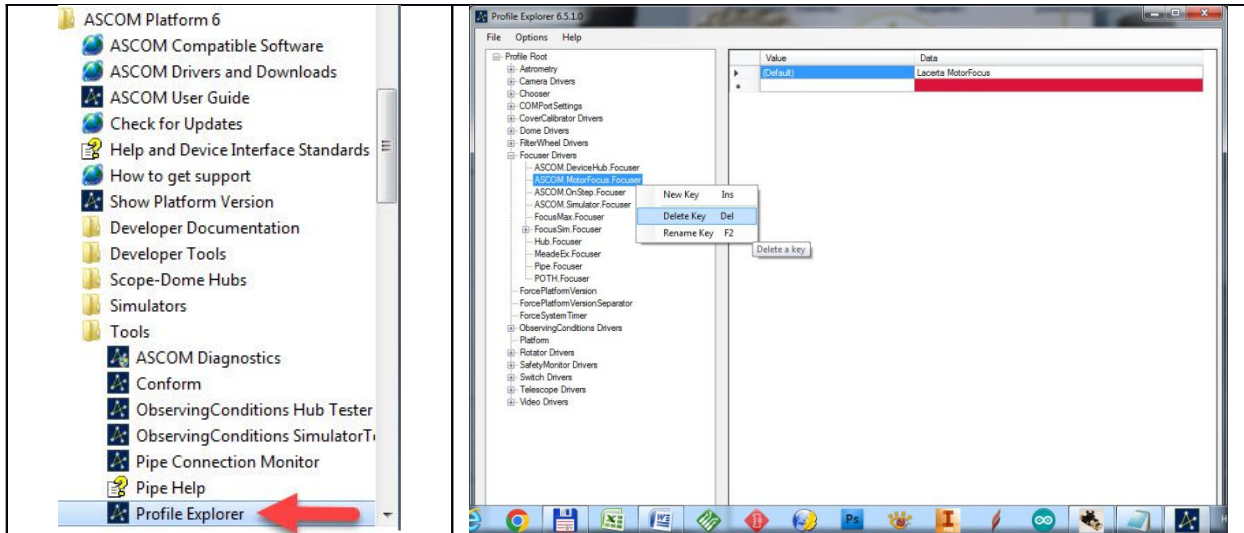 ASCOM Platform 6
ASCOM Compatible Software
ASCOM Drivers and Downloads
ASCOM User Guide
Check for Updates
Help and Device Interface Standards
How to get support
Show Platform Version
Developer Documentation
Developer Tools
Scope-Dome Hubs
Simulators
Tools
ASCOM Diagnostics
Conform
ObservingConditions Hub Tester
ObservingConditions SimulatorT
Pipe Connection Monitor
Pipe Help
Profile Explorer
Profile Explorer 6.5.1.0
File Options Help
Profile Root
Astrometry
Camera Drivers
Chooser
COMPortSettings
CoverCalibrator Drivers
Dome Drivers
FilterWheel Drivers
Focuser Drivers
ASCOM.DeviceHub.Focuser
ASCOM.MotorFocus.Focuser
ASCOM.OnStep.Focuser
ASCOM.Simulator.Focuser
FocusMax.Focuser
FocusSim.Focuser
Hub.Focuser
MeadeEx.Focuser
Pipe.Focuser
POTH.Focuser
ForcePlatformVersion
ForcePlatformVersionSeparator
ForceSystemTimer
ObservingConditions Drivers
Platform
Rotator Drivers
SafetyMonitor Drivers
Switch Drivers
Telescope Drivers
Video Drivers
New Key Ins
Delete Key Del
Rename Key F2
Delete a key
Value Data
(Default) Lacerta MotorFocus
Ps